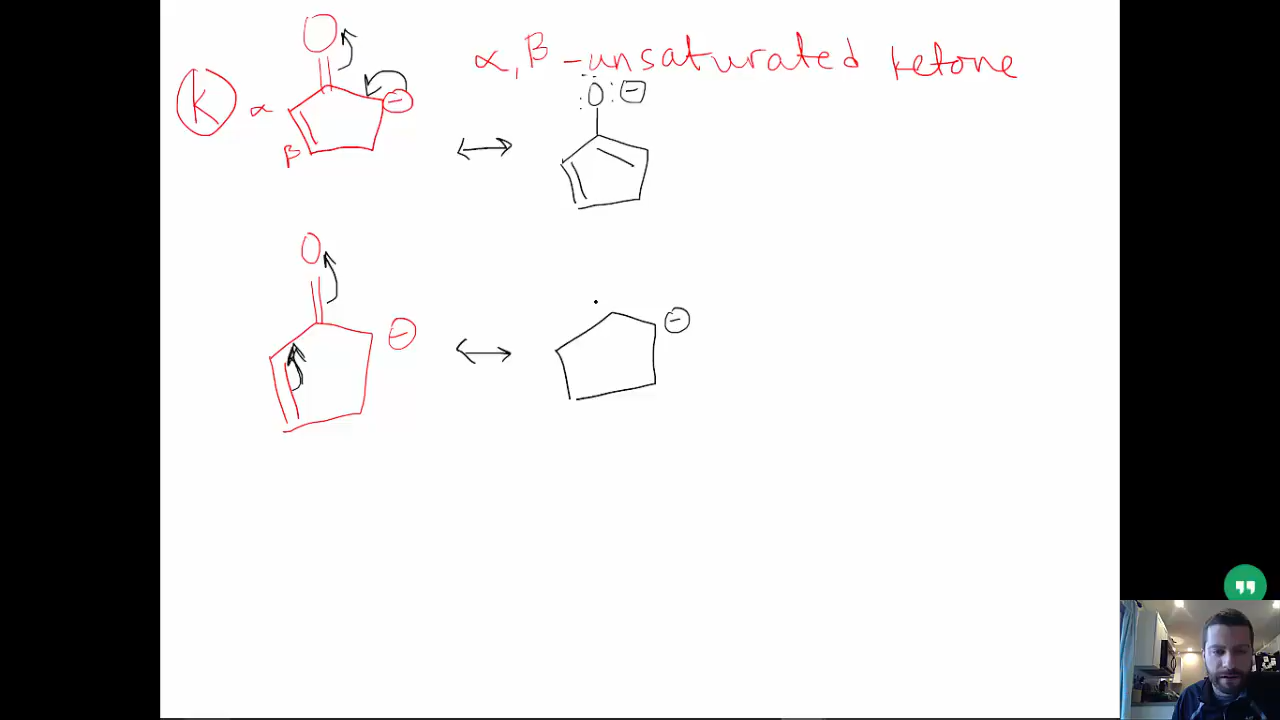 α, β - unsaturated ketone
K
O
⊖
α
β
:Ö: ⊖
O
⊖
⊖